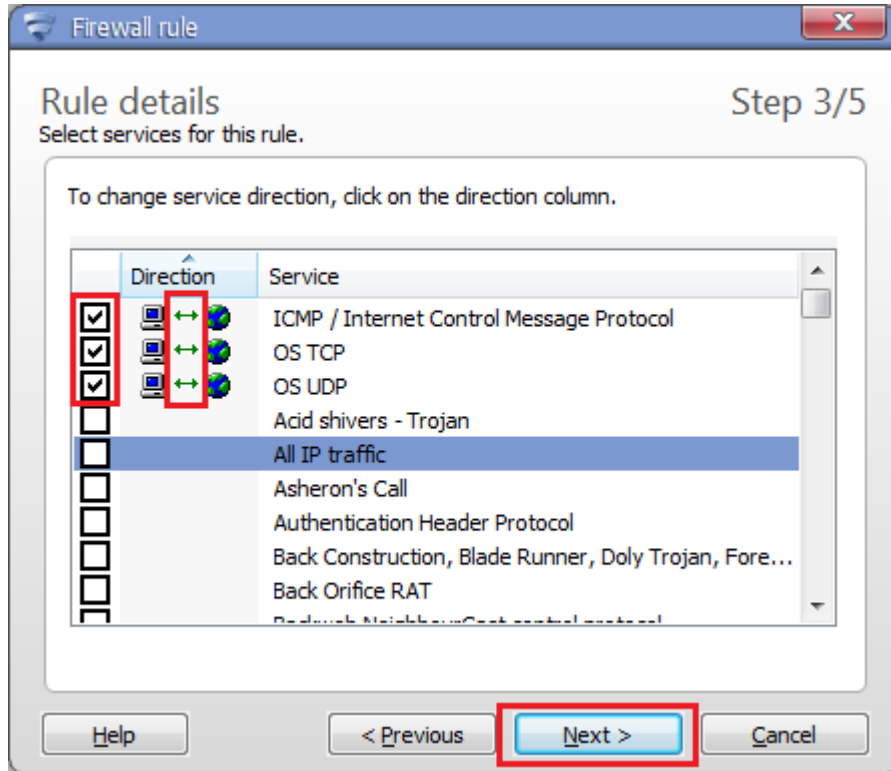 Firewall rule
Rule details
Step 3/5
Select services for this rule.
To change service direction, click on the direction column.
Direction Service
ICMP / Internet Control Message Protocol
OS TCP
OS UDP
Acid shivers - Trojan
All IP traffic
Asheron's Call
Authentication Header Protocol
Back Construction, Blade Runner, Doly Trojan, Fore...
Back Orifice RAT
Help < Previous Next > Cancel